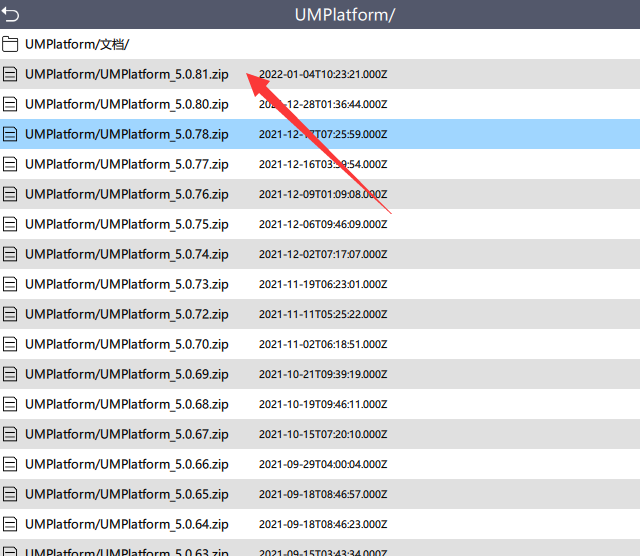 UMPlatform/
UMPlatform/文档/
UMPlatform/UMPlatform_5.0.81.zip 2022-01-04T10:23:21.000Z
UMPlatform/UMPlatform_5.0.80.zip 2021-12-28T01:36:44.000Z
UMPlatform/UMPlatform_5.0.78.zip 2021-12-17T07:25:59.000Z
UMPlatform/UMPlatform_5.0.77.zip 2021-12-16T03:59:54.000Z
UMPlatform/UMPlatform_5.0.76.zip 2021-12-09T01:09:08.000Z
UMPlatform/UMPlatform_5.0.75.zip 2021-12-06T09:46:09.000Z
UMPlatform/UMPlatform_5.0.74.zip 2021-12-02T07:17:07.000Z
UMPlatform/UMPlatform_5.0.73.zip 2021-11-19T06:23:01.000Z
UMPlatform/UMPlatform_5.0.72.zip 2021-11-11T05:25:22.000Z
UMPlatform/UMPlatform_5.0.70.zip 2021-11-02T06:18:51.000Z
UMPlatform/UMPlatform_5.0.69.zip 2021-10-21T09:39:19.000Z
UMPlatform/UMPlatform_5.0.68.zip 2021-10-19T09:46:11.000Z
UMPlatform/UMPlatform_5.0.67.zip 2021-10-15T07:20:10.000Z
UMPlatform/UMPlatform_5.0.66.zip 2021-09-29T04:00:04.000Z
UMPlatform/UMPlatform_5.0.65.zip 2021-09-18T08:46:57.000Z
UMPlatform/UMPlatform_5.0.64.zip 2021-09-18T08:46:23.000Z
UMPlatform/UMPlatform_5.0.63.zip 2021-09-15T03:43:34.000Z